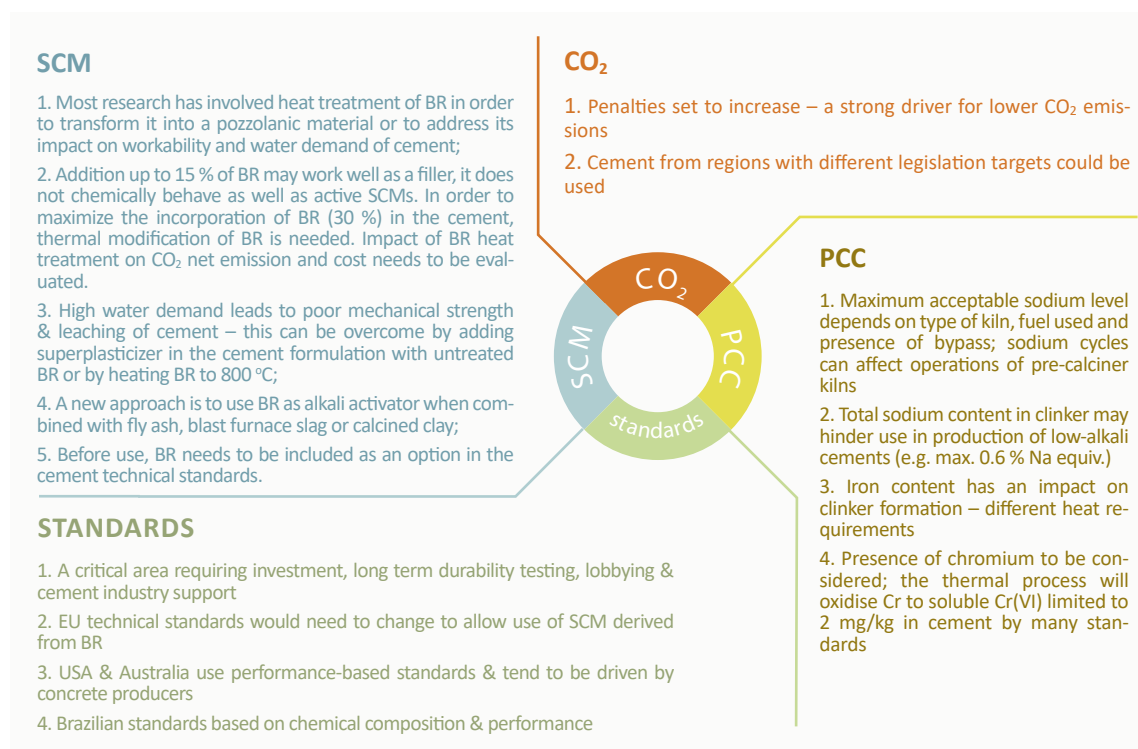 SCM
1. Most research has involved heat treatment of BR in order
to transform it into a pozzolanic material or to address its
impact on workability and water demand of cement;
2. Addition up to 15 % of BR may work well as a filler, it does
not chemically behave as well as active SCMs. In order to
maximize the incorporation of BR (30 %) in the cement,
thermal modification of BR is needed. Impact of BR heat
treatment on CO₂ net emission and cost needs to be eval-
uated.
3. High water demand leads to poor mechanical strength
& leaching of cement – this can be overcome by adding
superplasticizer in the cement formulation with untreated
BR or by heating BR to 800 °C;
4. A new approach is to use BR as alkali activator when com-
bined with fly ash, blast furnace slag or calcined clay;
5. Before use, BR needs to be included as an option in the
cement technical standards.
CO₂
1. Penalties set to increase – a strong driver for lower CO₂ emis-
sions
2. Cement from regions with different legislation targets could be
used
CO₂
SCM
PCC
standards
PCC
1. Maximum acceptable sodium level
depends on type of kiln, fuel used and
presence of bypass; sodium cycles
can affect operations of pre-calciner
kilns
2. Total sodium content in clinker may
hinder use in production of low-alkali
cements (e.g. max. 0.6 % Na equiv.)
3. Iron content has an impact on
clinker formation – different heat re-
quirements
4. Presence of chromium to be con-
sidered; the thermal process will
oxidise Cr to soluble Cr(VI) limited to
2 mg/kg in cement by many stan-
dards
STANDARDS
1. A critical area requiring investment, long term durability testing, lobbying &
cement industry support
2. EU technical standards would need to change to allow use of SCM derived
from BR
3. USA & Australia use performance-based standards & tend to be driven by
concrete producers
4. Brazilian standards based on chemical composition & performance